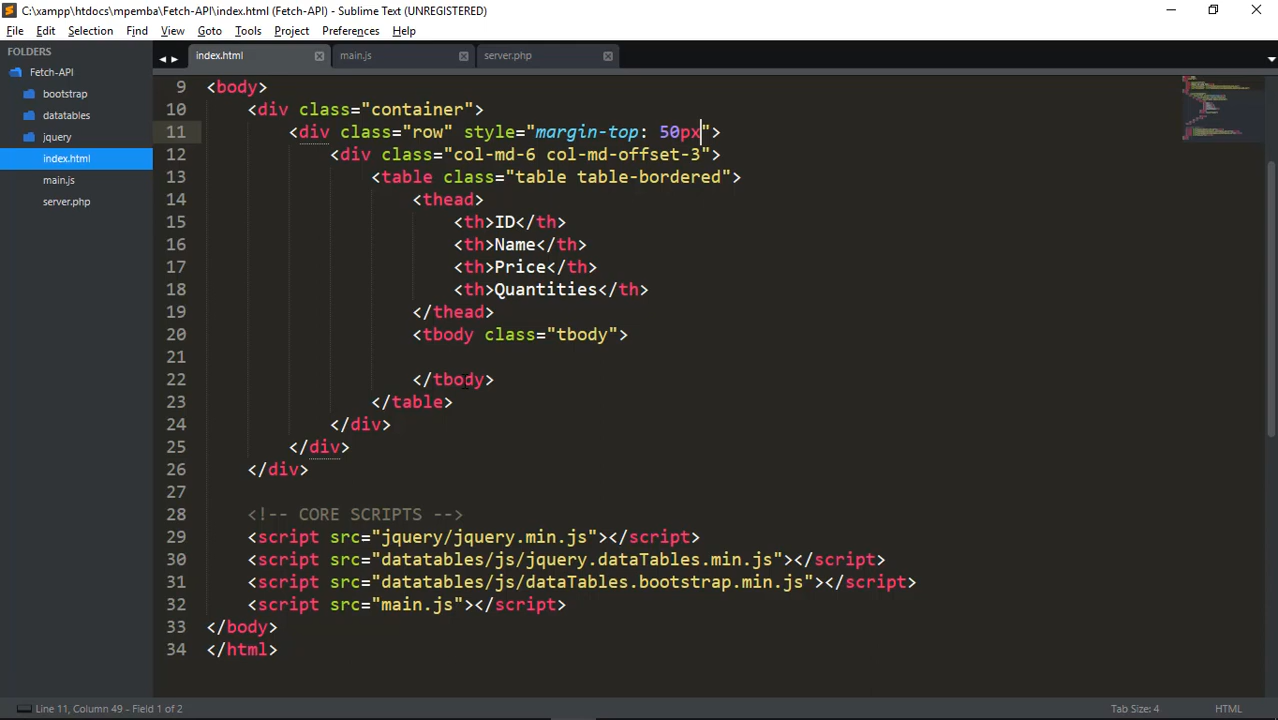 C:\xampp\htdocs\mpemba\Fetch-API\index.html (Fetch-API) - Sublime Text (UNREGISTERED)
File Edit Selection Find View Goto Tools Project Preferences Help
FOLDERS
Fetch-API
bootstrap
datatables
jquery
index.html
main.js
server.php
index.html main.js server.php
9 <body>
10 <div class="container">
11 <div class="row" style="margin-top: 50px">
12 <div class="col-md-6 col-md-offset-3">
13 <table class="table table-bordered">
14 <thead>
15 <th>ID</th>
16 <th>Name</th>
17 <th>Price</th>
18 <th>Quantities</th>
19 </thead>
20 <tbody class="tbody">
21
22 </tbody>
23 </table>
24 </div>
25 </div>
26 </div>
27
28 <!-- CORE SCRIPTS -->
29 <script src="jquery/jquery.min.js"></script>
30 <script src="datatables/js/jquery.dataTables.min.js"></script>
31 <script src="datatables/js/dataTables.bootstrap.min.js"></script>
32 <script src="main.js"></script>
33 </body>
34 </html>
Line 11, Column 49 - Field 1 of 2 Tab Size: 4 HTML